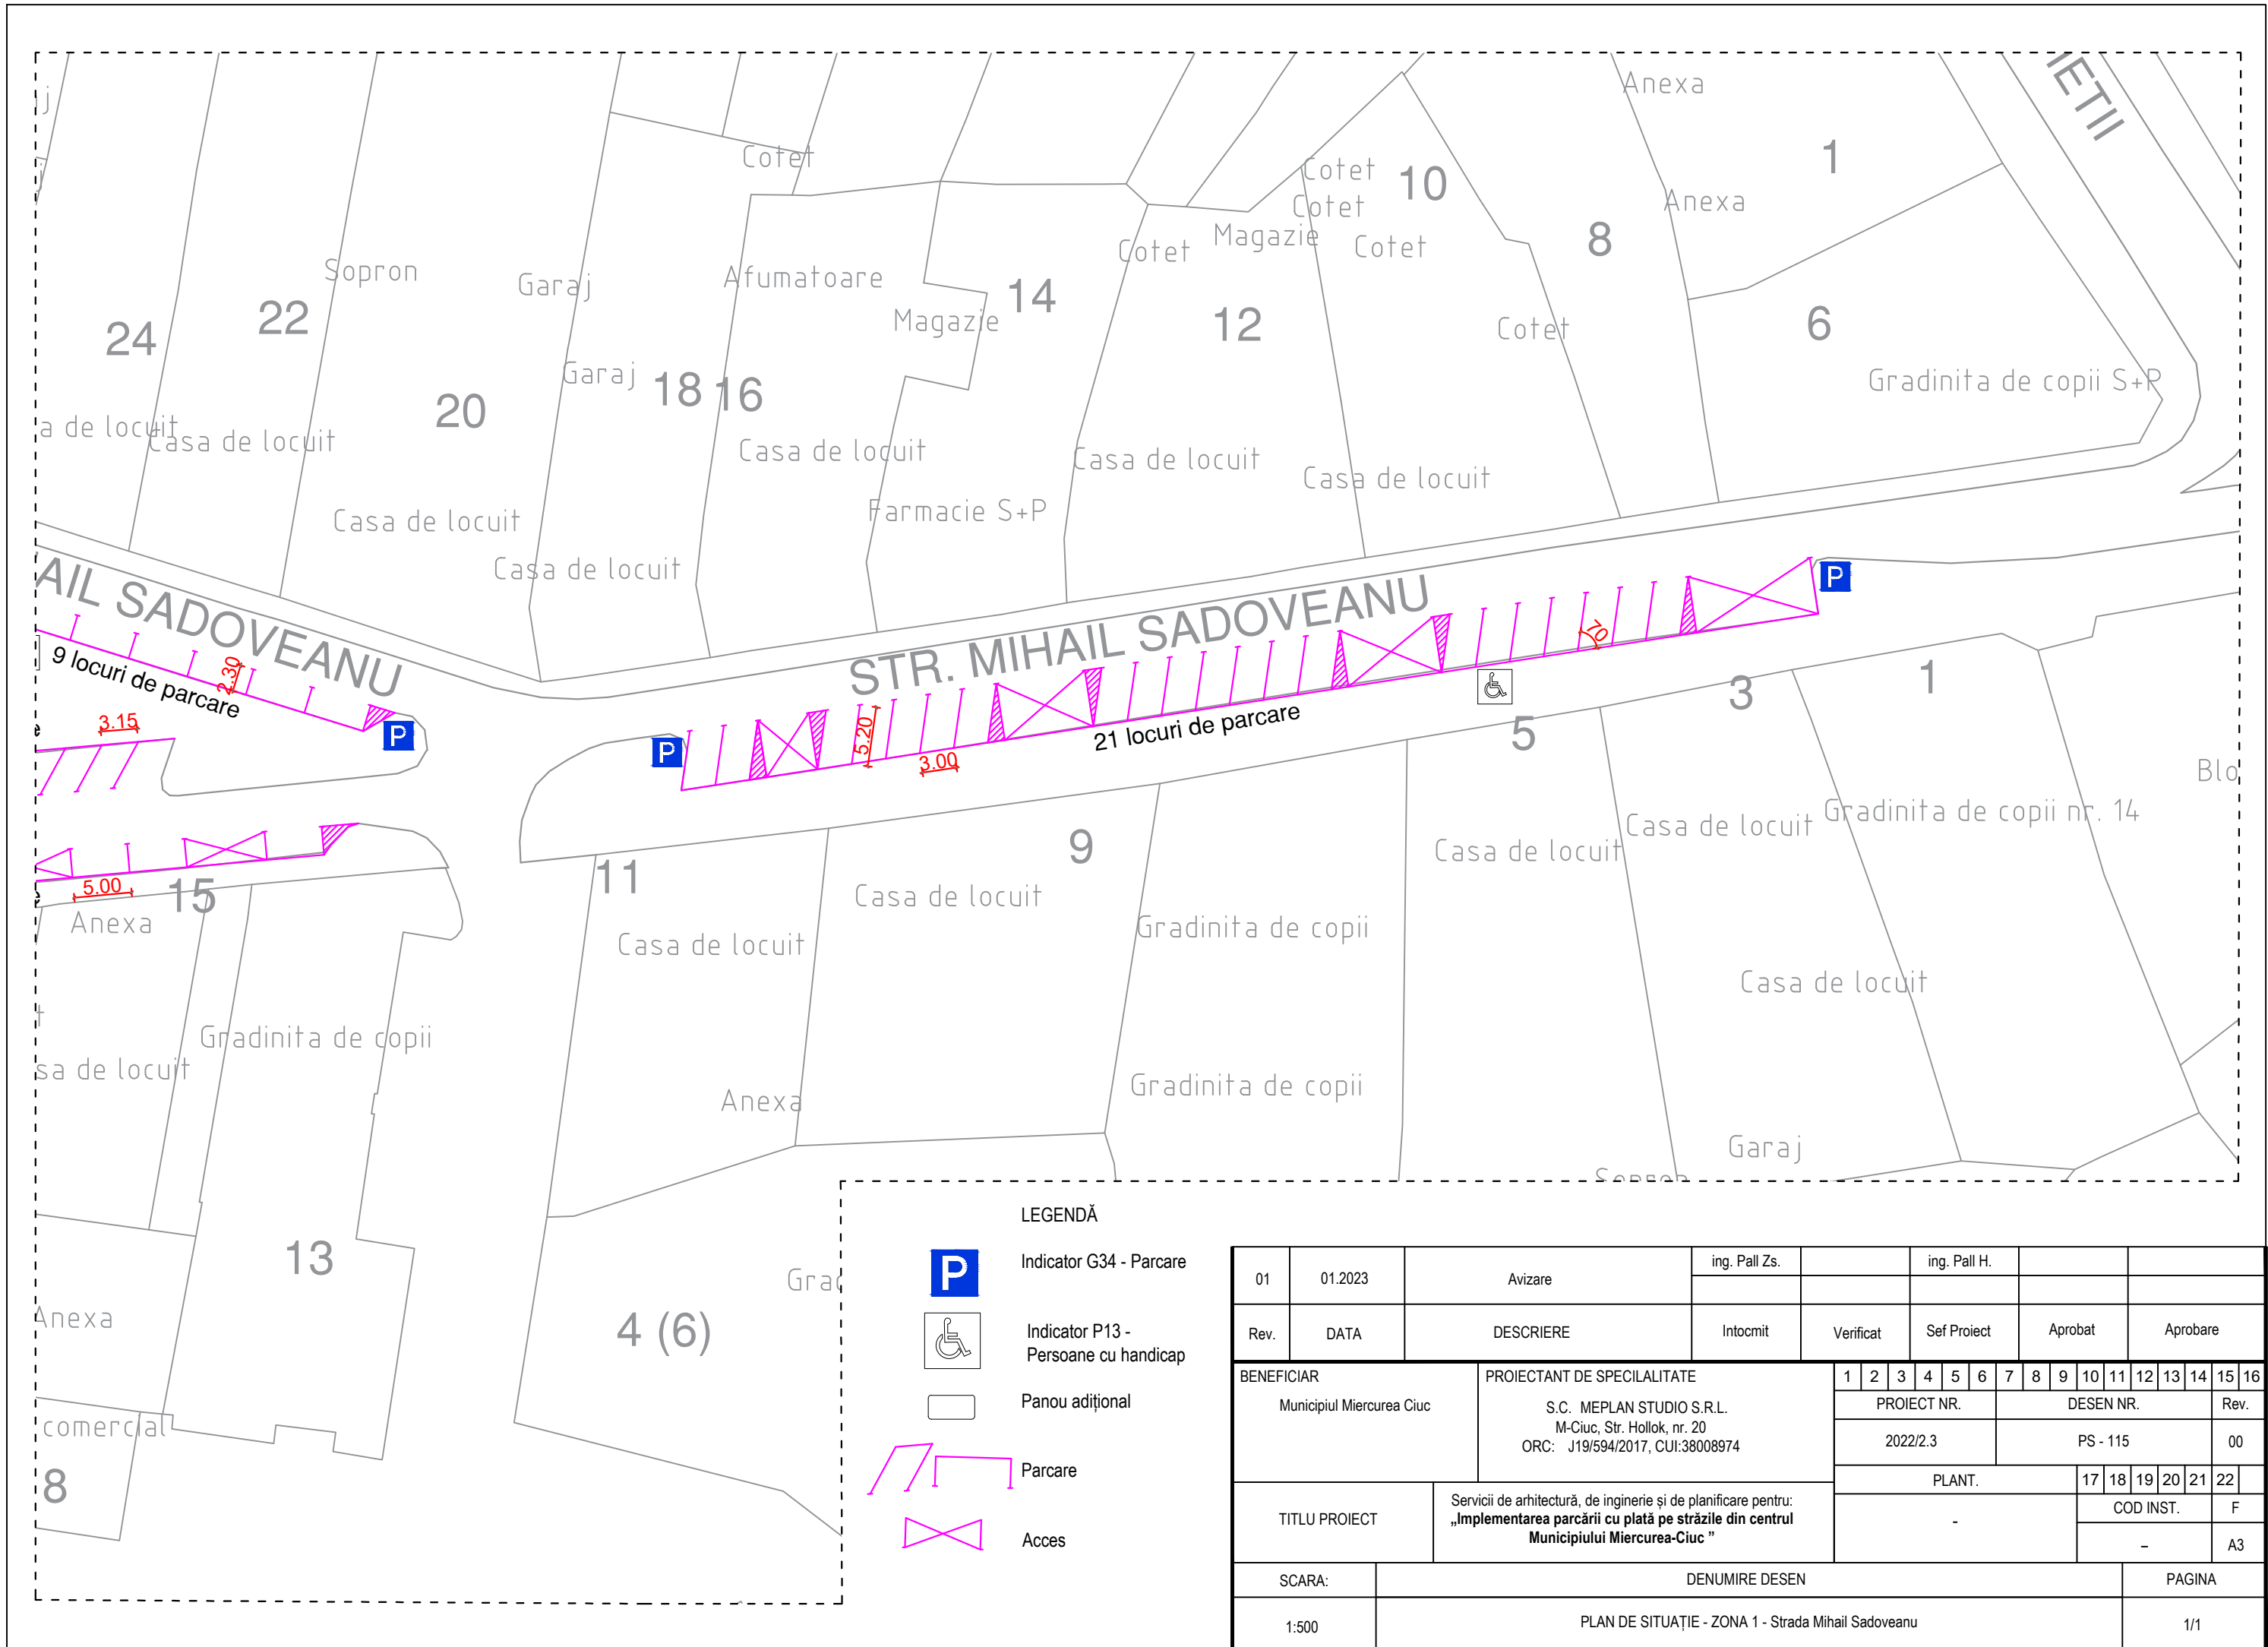 Anexa
IETII
Cotet
1
Cotet
10
Anexa
Cotet
Magazie
Cotet
Cotet
8
Sopron
Garaj
Afumatoare
14
22
Magazie
12
6
24
Cotet
Garaj
18
16
Gradinita de copii S+P
20
a de locuit
Casa de locuit
Casa de locuit
Casa de locuit
Casa de locuit
Casa de locuit
Farmacie S+P
Casa de locuit
AIL SADOVEANU
STR. MIHAIL SADOVEANU
P
9 locuri de parcare
2.30
70
3.15
P
P
5.20
3.00
21 locuri de parcare
5
3
1
Blo
5.00
15
11
9
Casa de locuit
Casa de locuit
Gradinita de copii nr. 14
Anexa
Casa de locuit
Casa de locuit
Gradinita de copii
Casa de locuit
Gradinita de copii
sa de locuit
Anexa
Gradinita de copii
Garaj
Sopron
13
Grad
Anexa
4 (6)
comercial
8
LEGENDĂ
P
Indicator G34 - Parcare
Indicator P13 -
Persoane cu handicap
Panou adițional
Parcare
Acces
01 01.2023 Avizare ing. Pall Zs. ing. Pall H.
Rev. DATA DESCRIERE Intocmit Verificat Sef Proiect Aprobat Aprobare
BENEFICIAR
Municipiul Miercurea Ciuc
PROIECTANT DE SPECILALITATE
S.C. MEPLAN STUDIO S.R.L.
M-Ciuc, Str. Hollok, nr. 20
ORC: J19/594/2017, CUI:38008974
1 2 3 4 5 6 7 8 9 10 11 12 13 14 15 16
PROIECT NR. DESEN NR. Rev.
2022/2.3 PS - 115 00
PLANT. 17 18 19 20 21 22
- COD INST. F
– A3
TITLU PROIECT
Servicii de arhitectură, de inginerie și de planificare pentru:
„Implementarea parcării cu plată pe străzile din centrul
Municipiului Miercurea-Ciuc ”
SCARA: DENUMIRE DESEN PAGINA
1:500 PLAN DE SITUAȚIE - ZONA 1 - Strada Mihail Sadoveanu 1/1